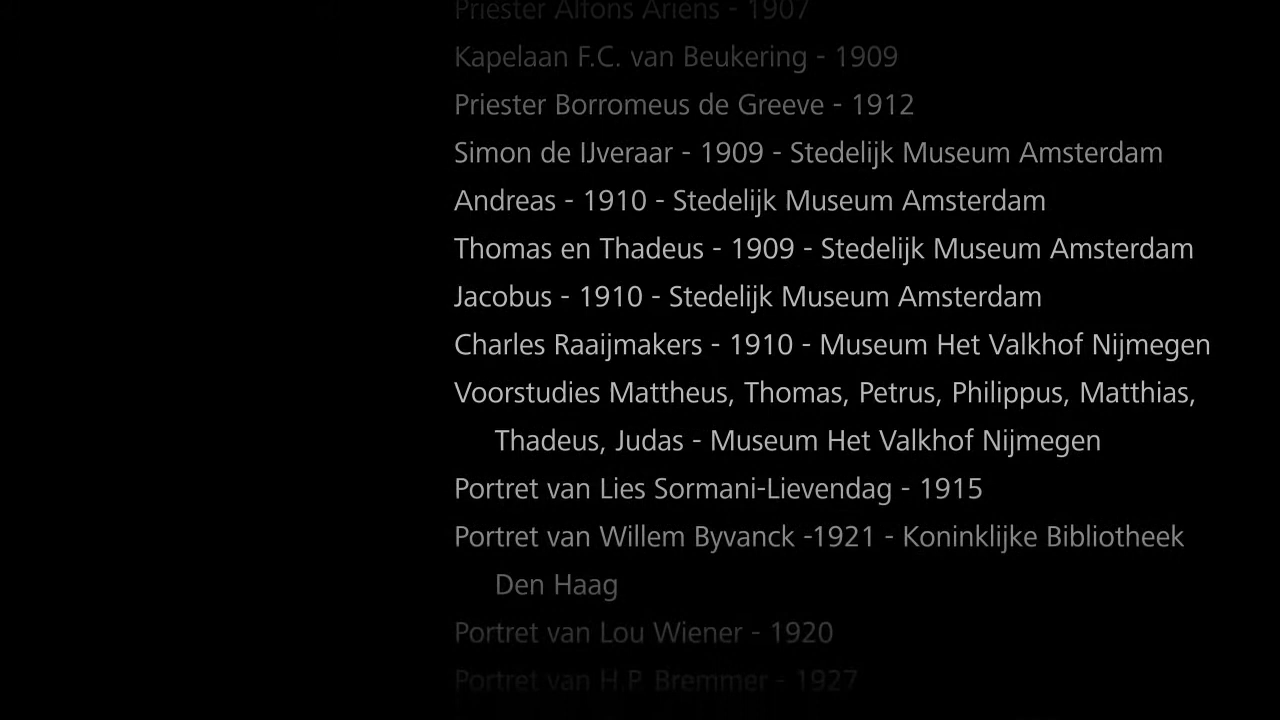 Priester Alfons Ariëns - 1907
Kapelaan F.C. van Beukering - 1909
Priester Borromeus de Greeve - 1912
Simon de IJveraar - 1909 - Stedelijk Museum Amsterdam
Andreas - 1910 - Stedelijk Museum Amsterdam
Thomas en Thadeus - 1909 - Stedelijk Museum Amsterdam
Jacobus - 1910 - Stedelijk Museum Amsterdam
Charles Raaijmakers - 1910 - Museum Het Valkhof Nijmegen
Voorstudies Mattheus, Thomas, Petrus, Philippus, Matthias,
Thadeus, Judas - Museum Het Valkhof Nijmegen
Portret van Lies Sormani-Lievendag - 1915
Portret van Willem Byvanck -1921 - Koninklijke Bibliotheek
Den Haag
Portret van Lou Wiener - 1920
Portret van H.P. Bremmer - 1927